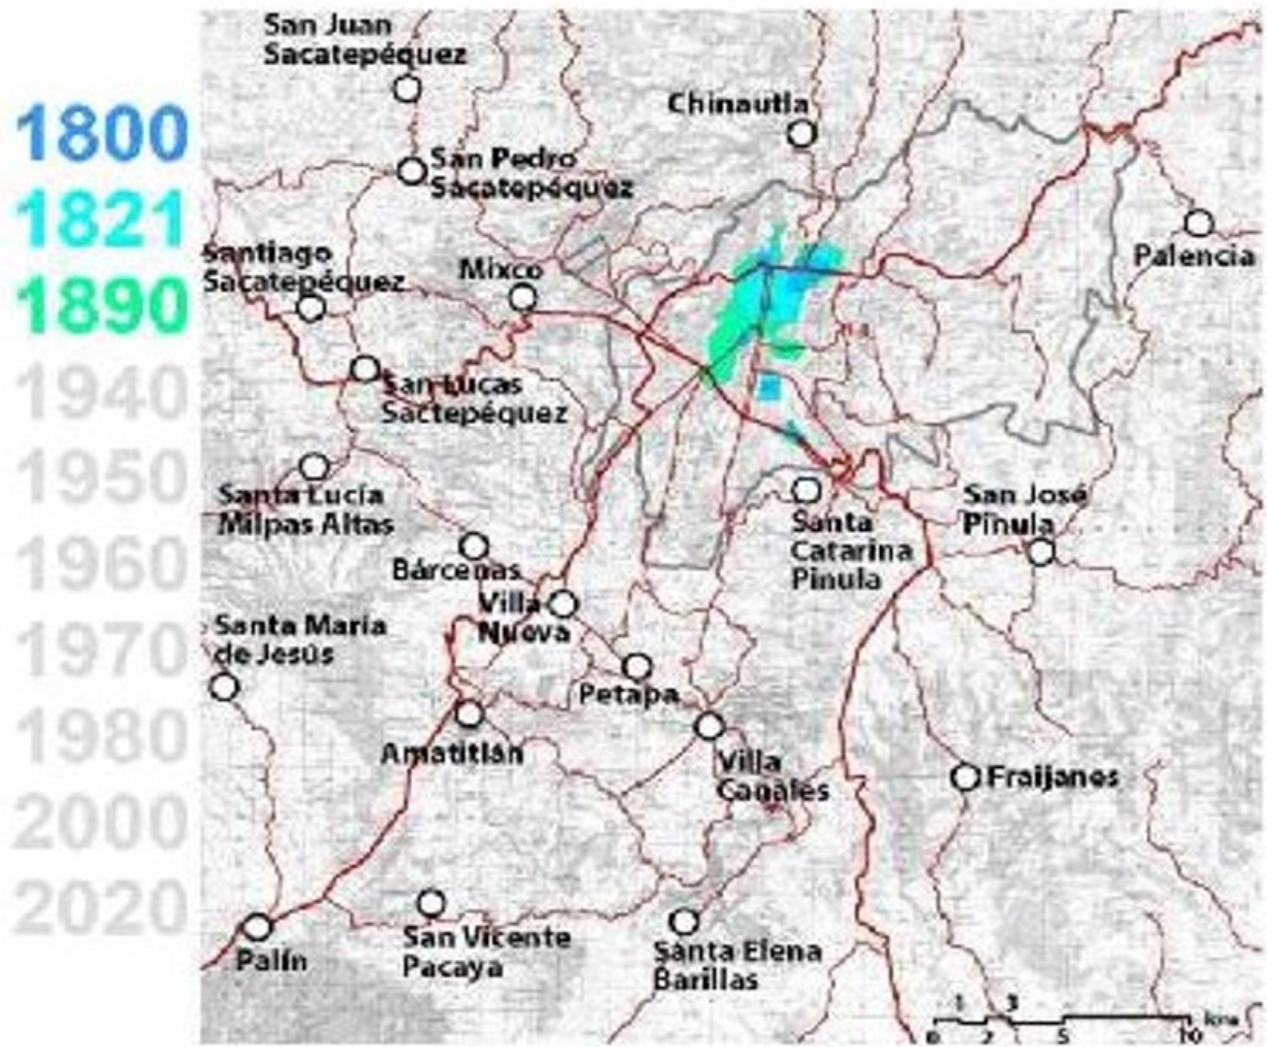 San Juan
Sacatepéquez
1800
Chinautla
San Pedro
Sacatepéquez
1821
Santiago
Sacatepéquez
Mixco
Palencia
1890
San Lucas
Sactepéquez
1940
1950
Santa Lucía
Milpas Altas
San José
Pinula
Santa
Catarina
Pinula
1960
Bárcenas
Villa
Nueva
Santa María
de Jesús
1970
Petapa
1980
Amatitlán
Villa
Canales
Fraijanes
2000
2020
San Vicente
Pacaya
Santa Elena
Barillas
Palín
1 3
0 2 5 10 kms